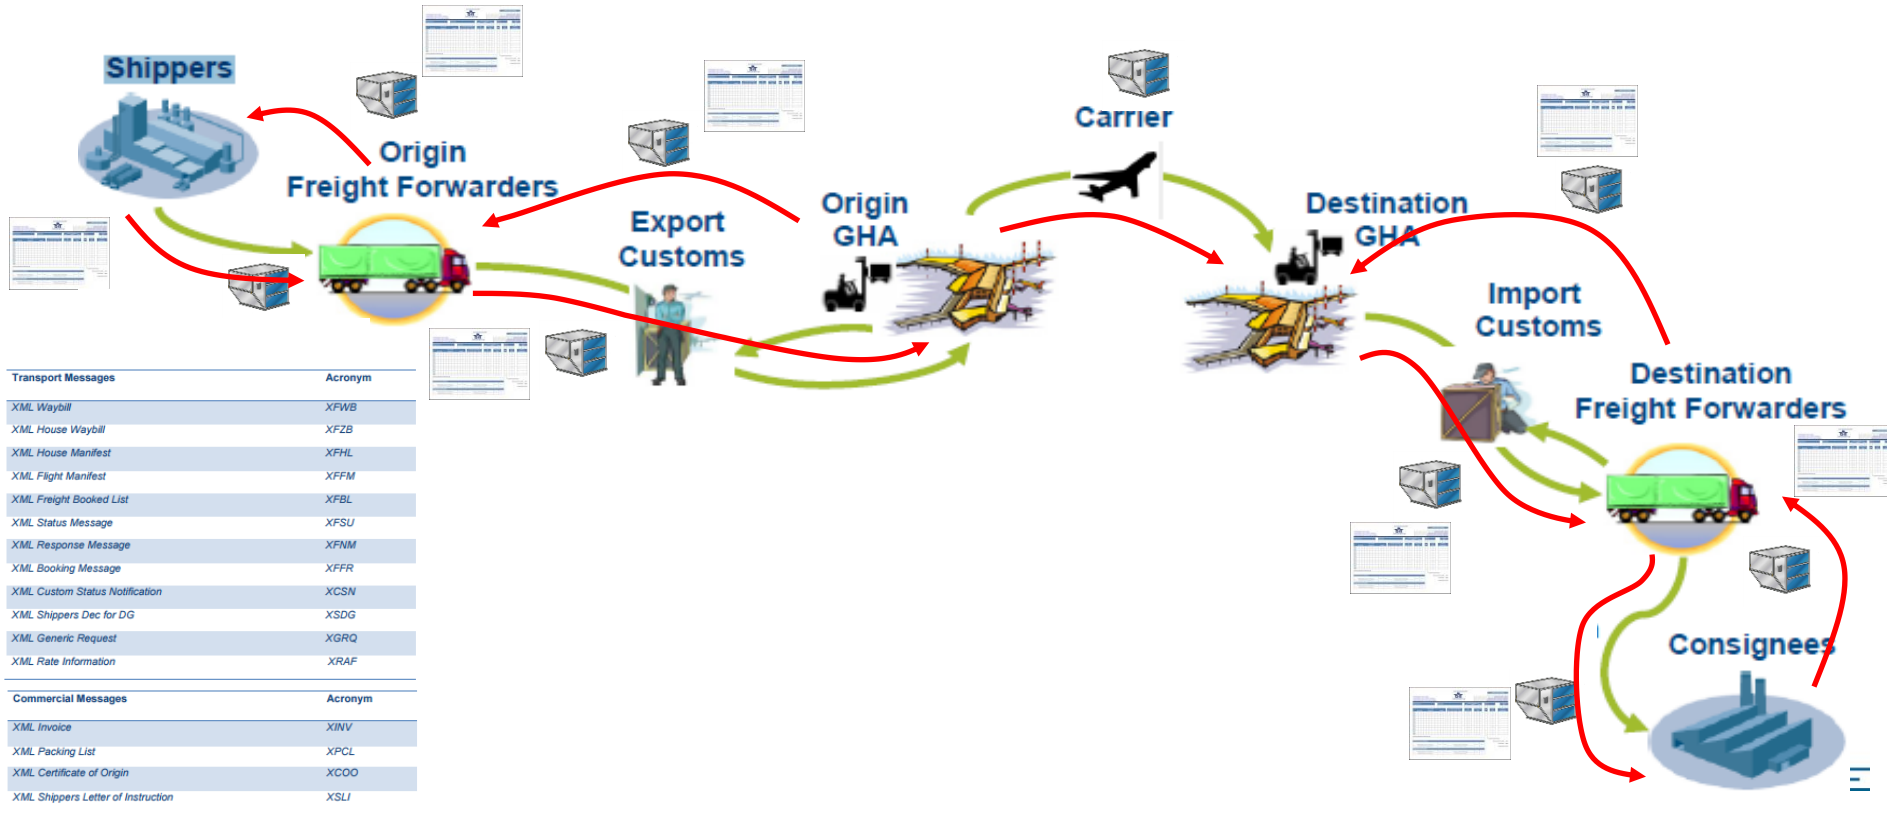 Shippers
Origin
Freight Forwarders
Export
Customs
Origin
GHA
Carrier
Destination
GHA
Import
Customs
Destination
Freight Forwarders
Consignees
Transport Messages Acronym
XML Waybill XFWB
XML House Waybill XFZB
XML House Manifest XFHL
XML Flight Manifest XFFM
XML Freight Booked List XFBL
XML Status Message XFSU
XML Response Message XFNM
XML Booking Message XFFR
XML Custom Status Notification XCSN
XML Shippers Dec for DG XSDG
XML Generic Request XGRQ
XML Rate Information XRAF
Commercial Messages Acronym
XML Invoice XINV
XML Packing List XPCL
XML Certificate of Origin XCOO
XML Shippers Letter of Instruction XSLI